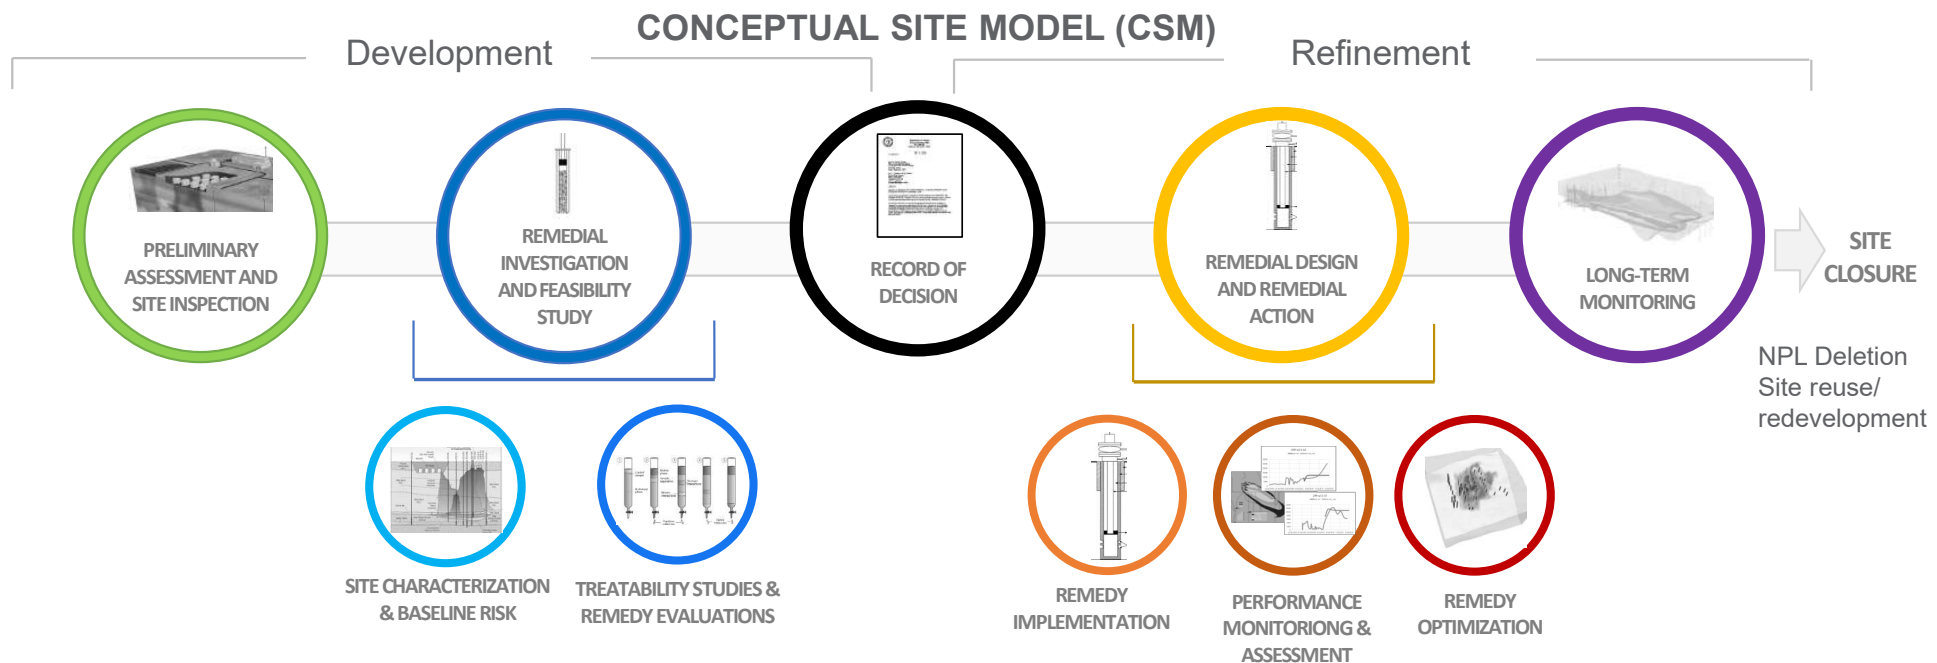 CONCEPTUAL SITE MODEL (CSM)
Development
Refinement
PRELIMINARY
ASSESSMENT AND
SITE INSPECTION
REMEDIAL
INVESTIGATION
AND FEASIBILITY
STUDY
RECORD OF
DECISION
REMEDIAL DESIGN
AND REMEDIAL
ACTION
LONG-TERM
MONITORING
SITE
CLOSURE
NPL Deletion
Site reuse/
redevelopment
SITE CHARACTERIZATION
& BASELINE RISK
TREATABILITY STUDIES &
REMEDY EVALUATIONS
REMEDY
IMPLEMENTATION
PERFORMANCE
MONITORIONG &
ASSESSMENT
REMEDY
OPTIMIZATION